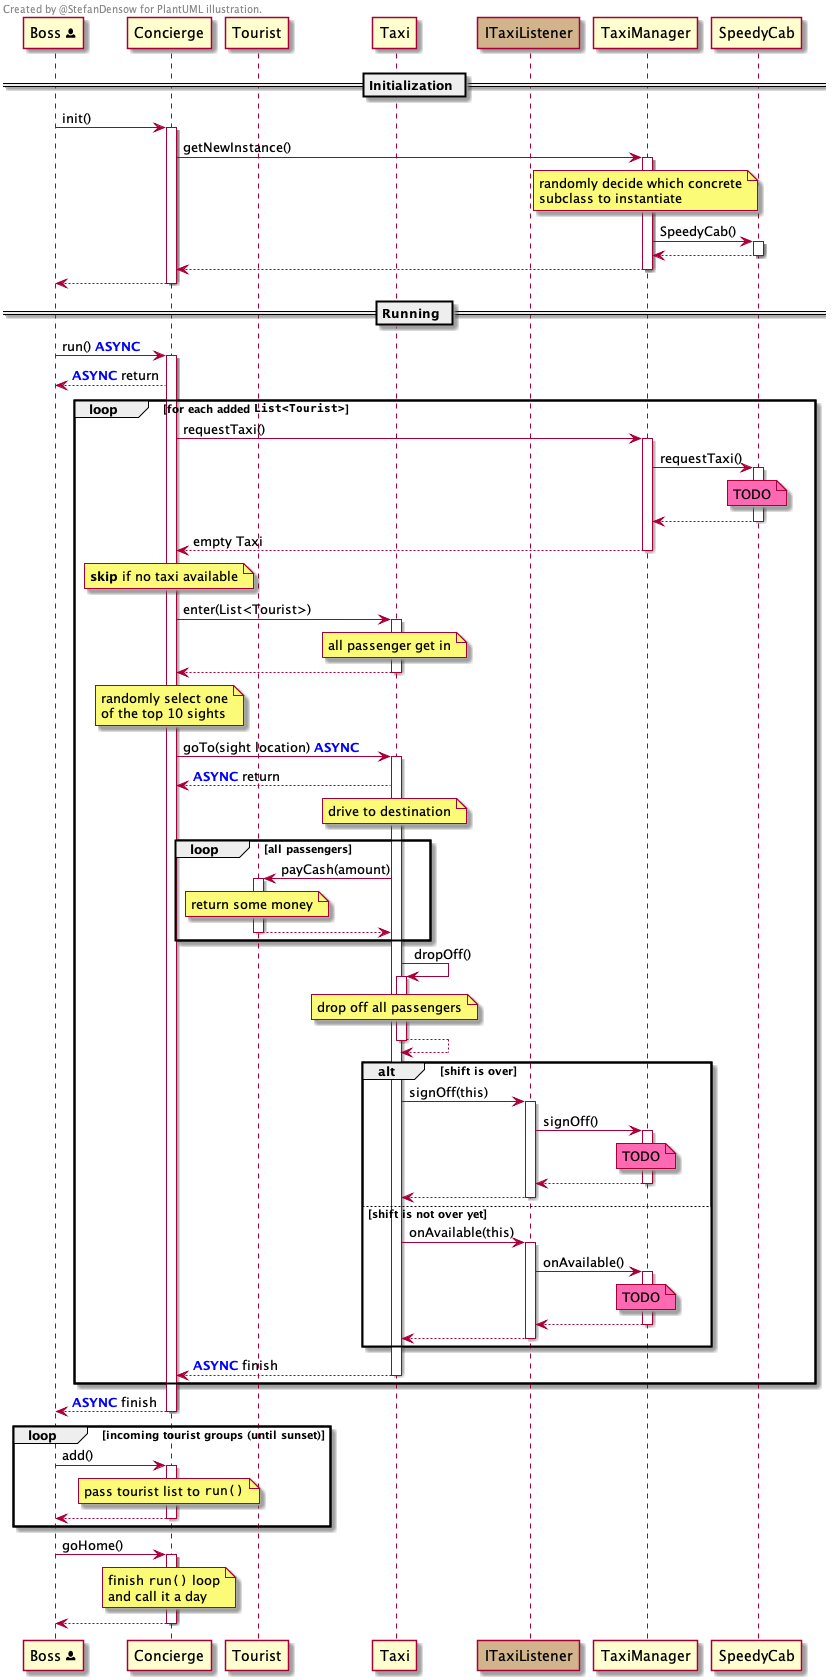 Created by @StefanDensow for PlantUML illustration.
Boss Concierge Tourist Taxi ITaxiListener TaxiManager SpeedyCab
Initialization
init()
getNewInstance()
randomly decide which concrete
subclass to instantiate
SpeedyCab()
Running
run() ASYNC
ASYNC return
loop [for each added List<Tourist>]
requestTaxi()
requestTaxi()
TODO
empty Taxi
skip if no taxi available
enter(List<Tourist>)
all passenger get in
randomly select one
of the top 10 sights
goTo(sight location) ASYNC
ASYNC return
drive to destination
loop [all passengers]
payCash(amount)
return some money
dropOff()
drop off all passengers
alt [shift is over]
signOff(this)
signOff()
TODO
[shift is not over yet]
onAvailable(this)
onAvailable()
TODO
ASYNC finish
ASYNC finish
loop [incoming tourist groups (until sunset)]
add()
pass tourist list to run()
goHome()
finish run() loop
and call it a day
Boss Concierge Tourist Taxi ITaxiListener TaxiManager SpeedyCab